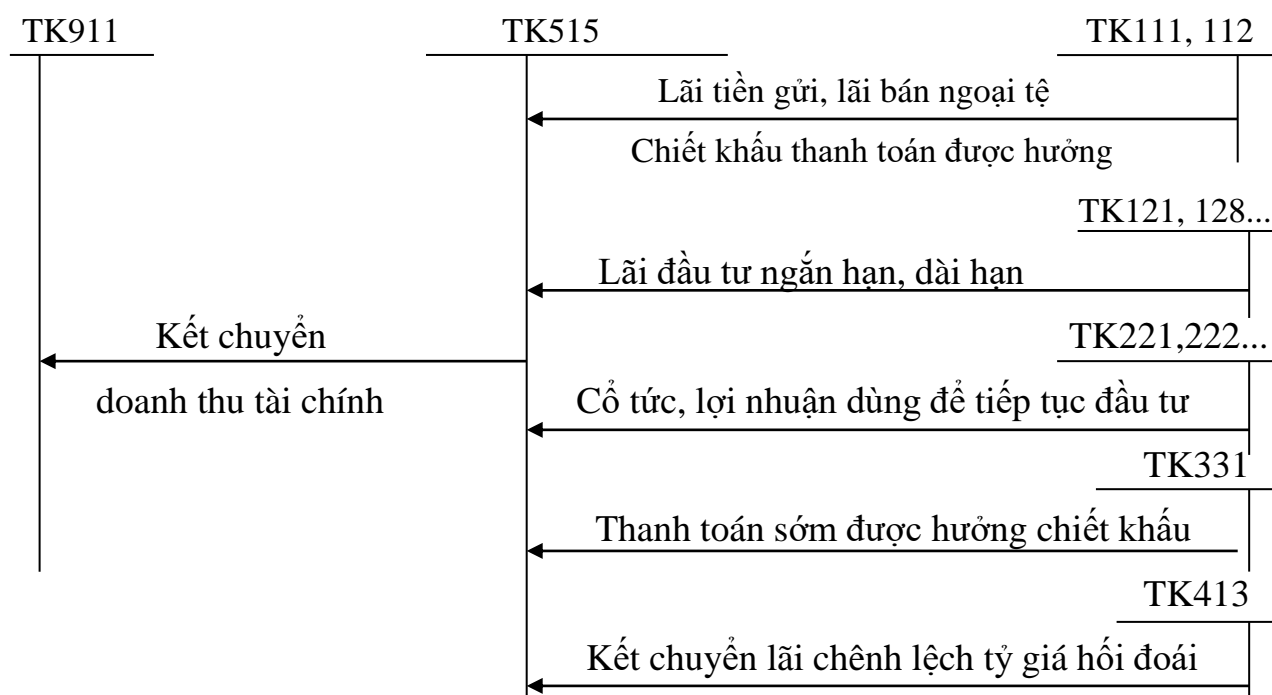 TK911
TK515
TK111, 112
Lãi tiền gửi, lãi bán ngoại tệ
Chiết khấu thanh toán được hưởng
TK121, 128...
Lãi đầu tư ngắn hạn, dài hạn
Kết chuyển
TK221,222...
doanh thu tài chính
Cổ tức, lợi nhuận dùng để tiếp tục đầu tư
TK331
Thanh toán sớm được hưởng chiết khấu
TK413
Kết chuyển lãi chênh lệch tỷ giá hối đoái